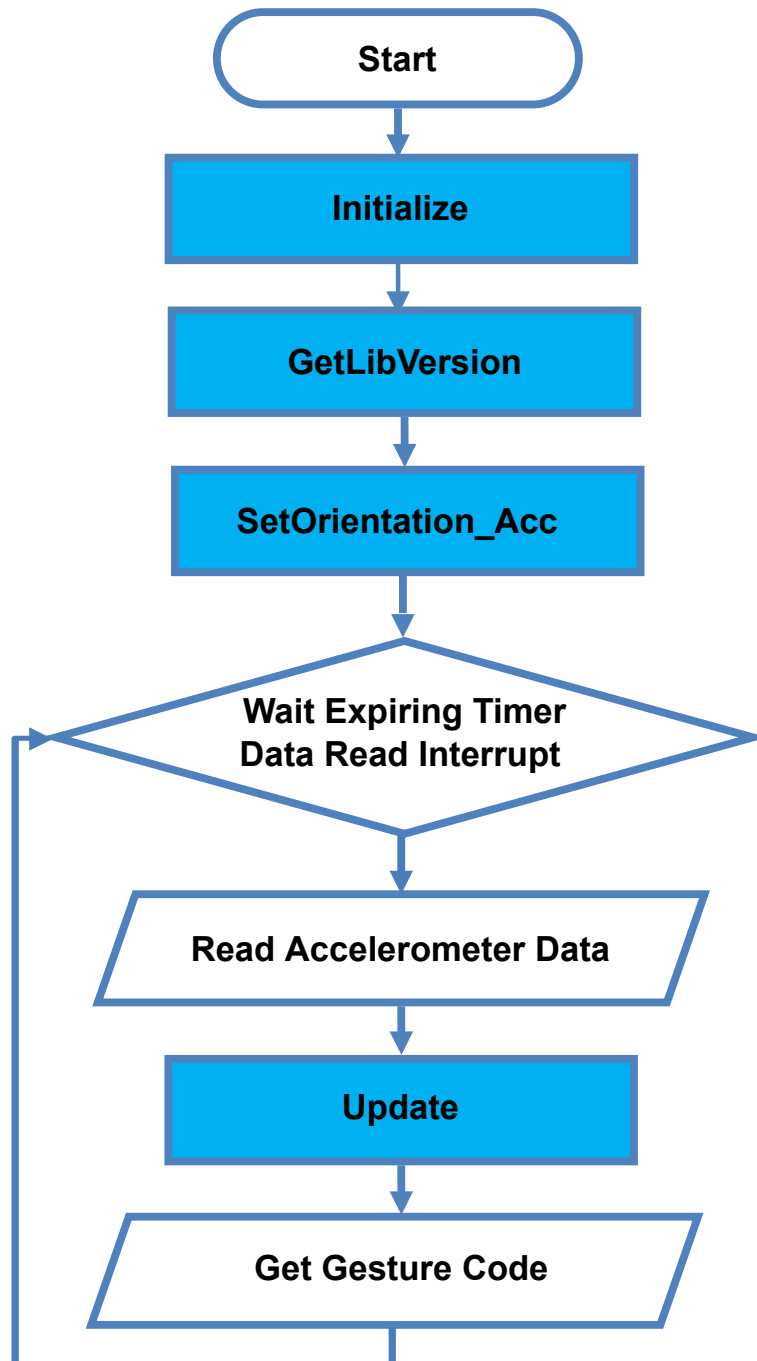 Start
Initialize
GetLibVersion
SetOrientation_Acc
Wait Expiring Timer
Data Read Interrupt
Read Accelerometer Data
Update
Get Gesture Code